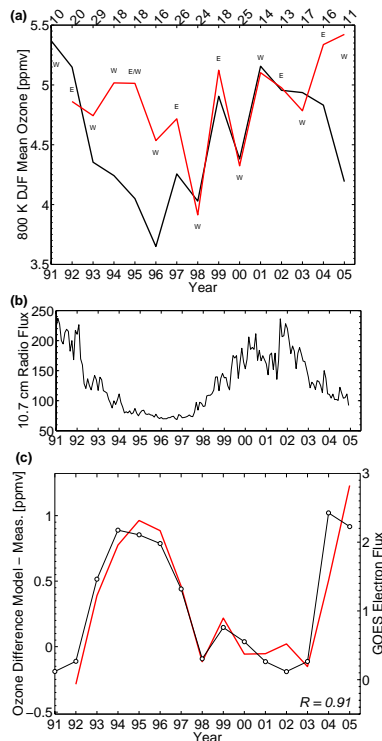 (a)
10 20 29 18 18 16 26 24 18 25 14 13 17 16 11
5.5
5
4.5
4
3.5
800 K DJF Mean Ozone [ppmv]
W E W W E/W W E W E W W E W E W
91 92 93 94 95 96 97 98 99 00 01 02 03 04 05
Year
(b)
250
200
150
100
50
10.7 cm Radio Flux
91 92 93 94 95 96 97 98 99 00 01 02 03 04 05
Year
(c)
1
0.5
0
−0.5
Ozone Difference Model – Meas. [ppmv]
3
2
1
0
GOES Electron Flux
R = 0.91
91 92 93 94 95 96 97 98 99 00 01 02 03 04 05
Year